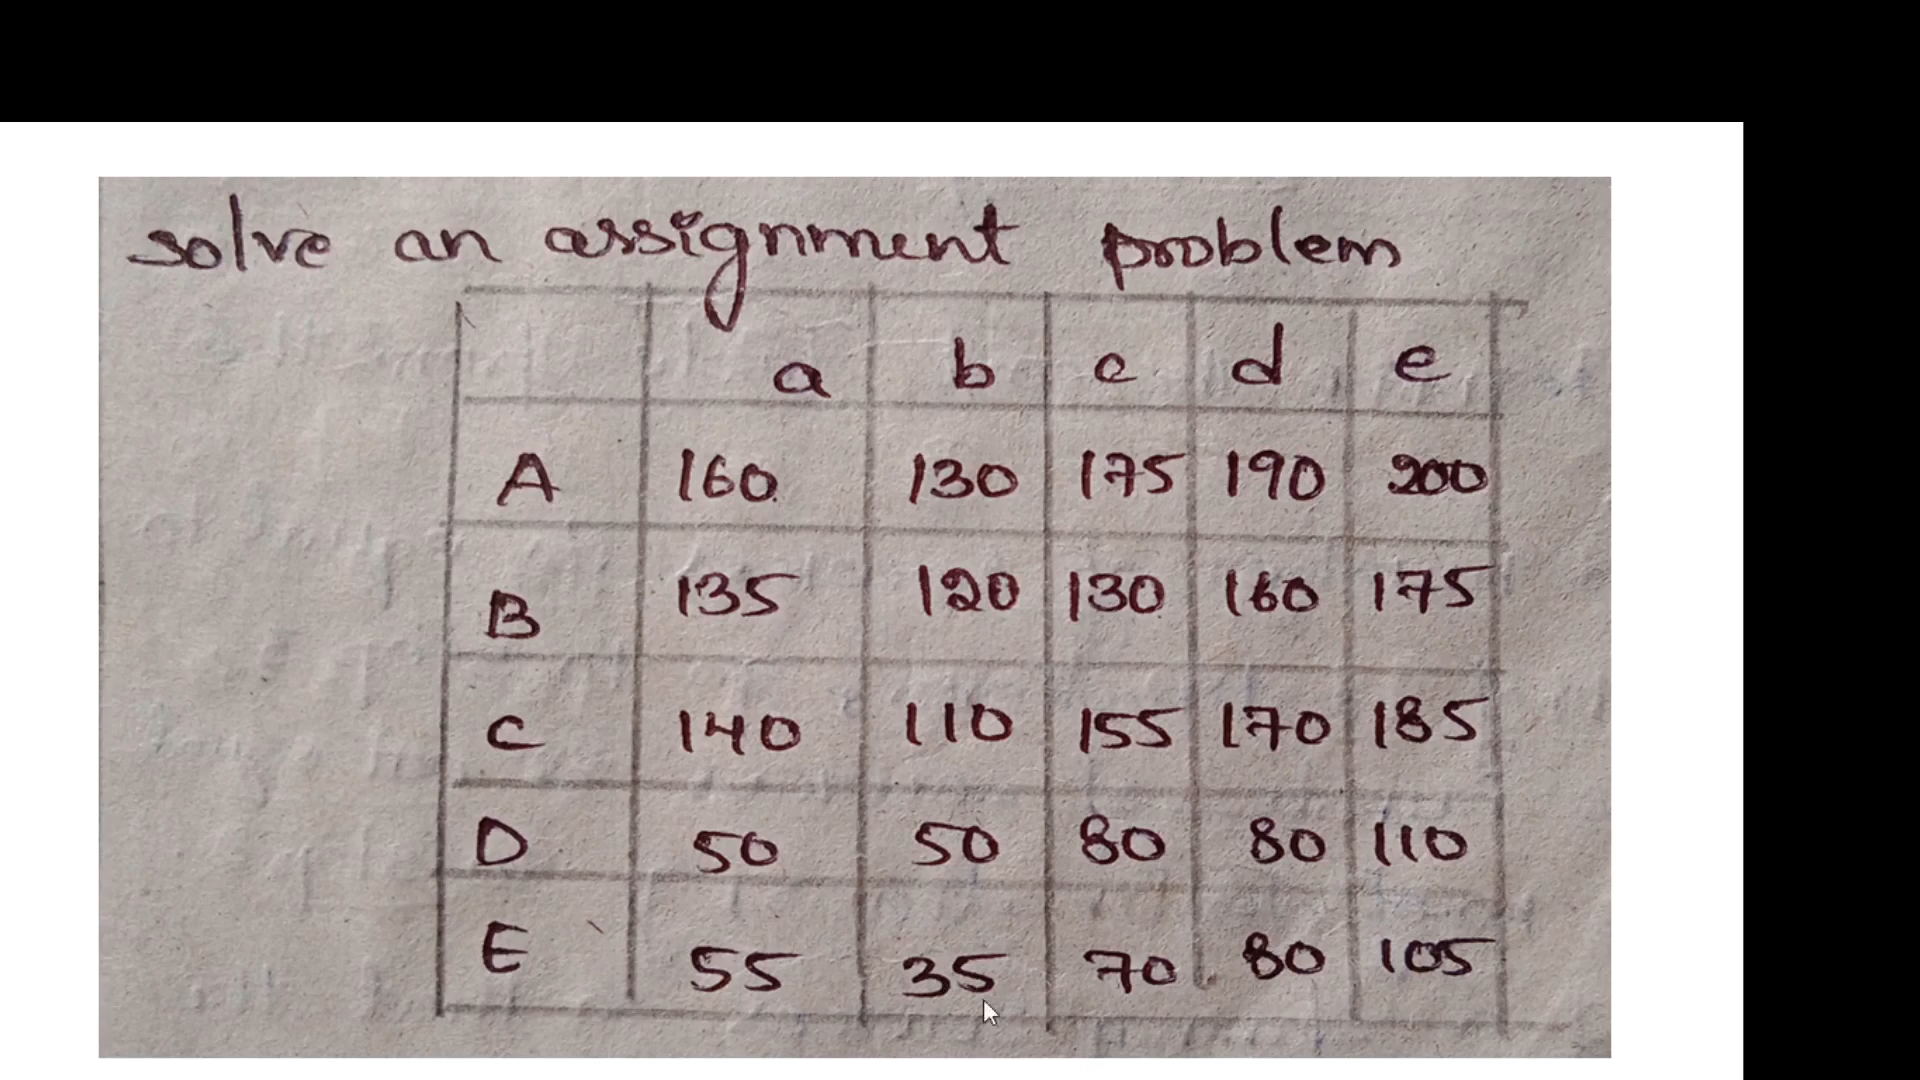 solve an assignment problem
a b c d e
A 160 130 175 190 200
B 135 120 130 160 175
C 140 110 155 170 185
D 50 50 80 80 110
E 55 35 70 80 105